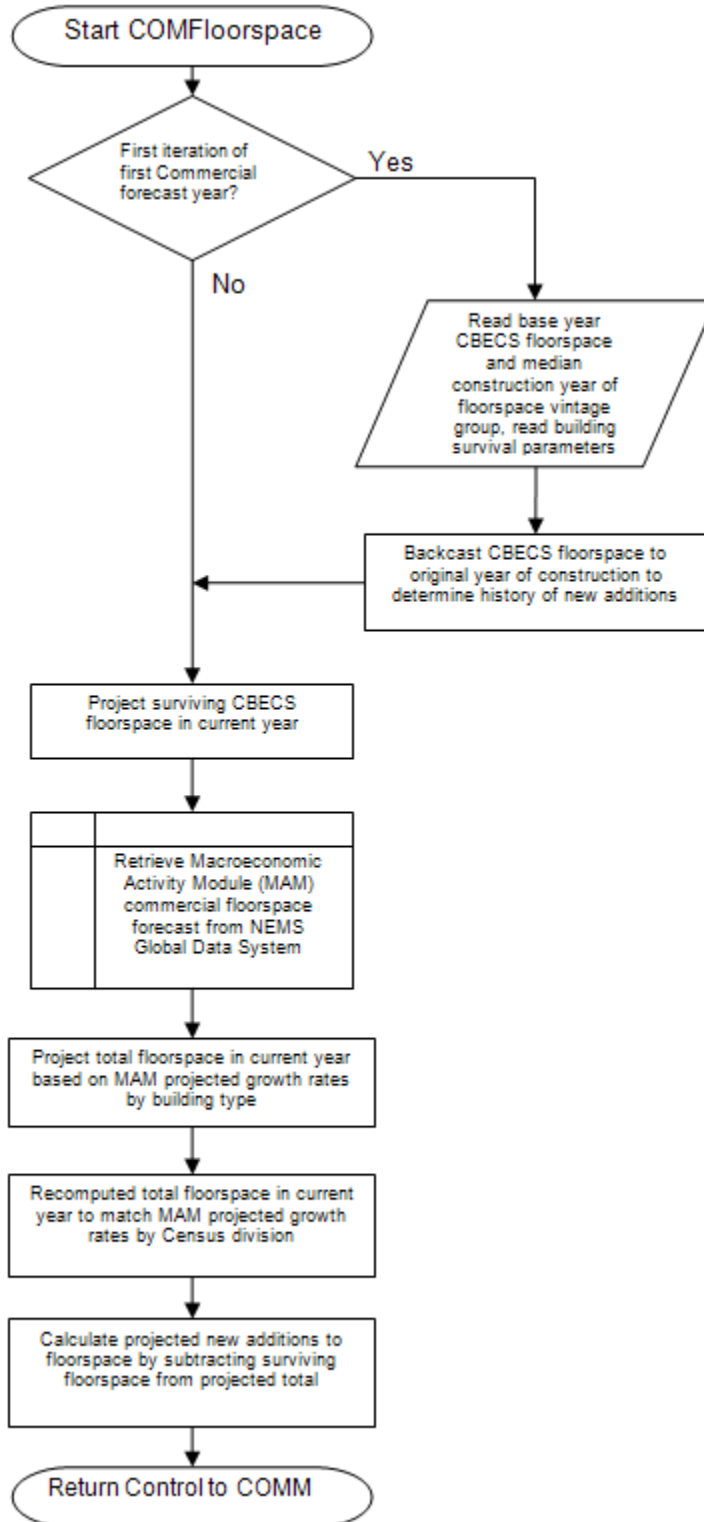 Start COMFloorspace
First iteration of
first Commercial
forecast year?
Yes
No
Read base year
CBECS floorspace
and median
construction year of
floorspace vintage
group, read building
survival parameters
Backcast CBECS floorspace to
original year of construction to
determine history of new additions
Project surviving CBECS
floorspace in current year
Retrieve Macroeconomic
Activity Module (MAM)
commercial floorspace
forecast from NEMS
Global Data System
Project total floorspace in current year
based on MAM projected growth rates
by building type
Recomputed total floorspace in current
year to match MAM projected growth
rates by Census division
Calculate projected new additions to
floorspace by subtracting surviving
floorspace from projected total
Return Control to COMM